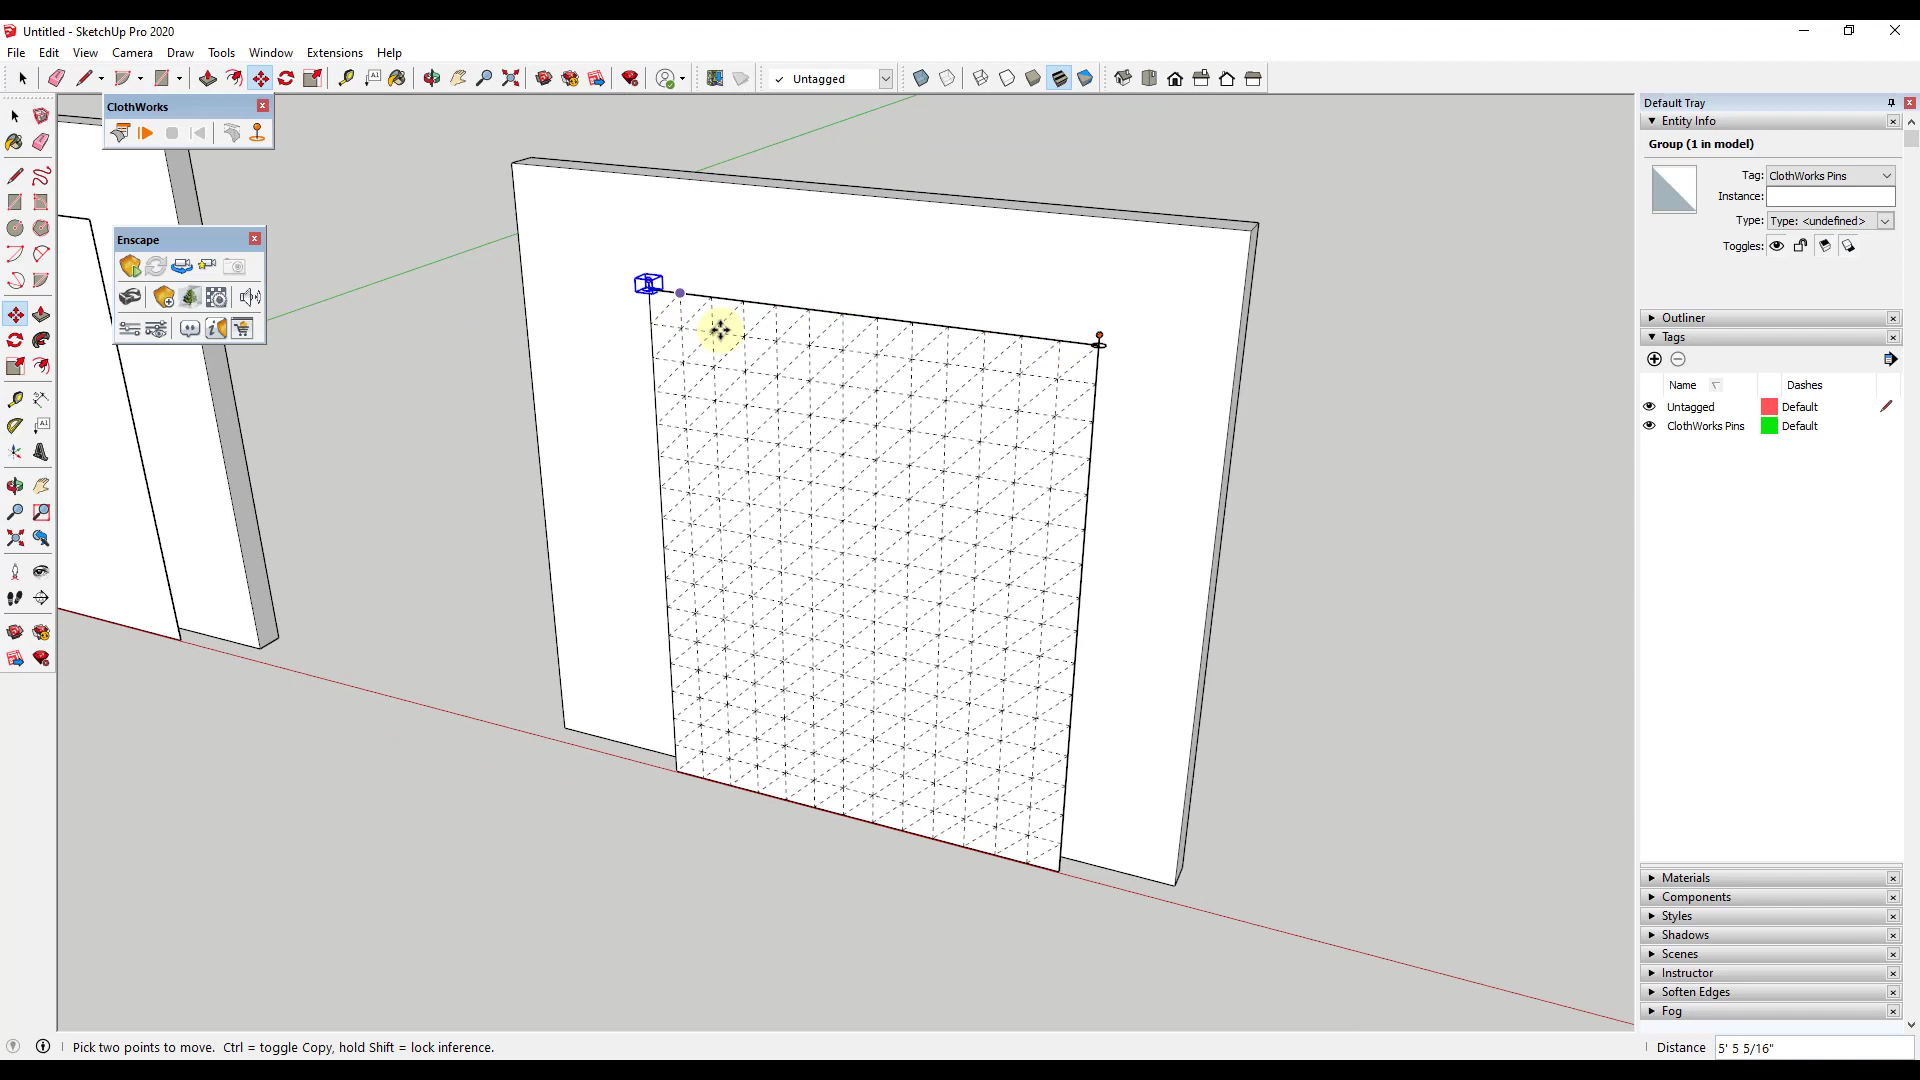 Untitled - SketchUp Pro 2020
File Edit View Camera Draw Tools Window Extensions Help
Untagged
ClothWorks
Enscape
Default Tray
Entity Info
Group (1 in model)
Tag: ClothWorks Pins
Instance:
Type: Type: <undefined>
Toggles:
Outliner
Tags
Name Dashes
Untagged Default
ClothWorks Pins Default
Materials
Components
Styles
Shadows
Scenes
Instructor
Soften Edges
Fog
Pick two points to move. Ctrl = toggle Copy, hold Shift = lock inference.
Distance 5' 5 5/16"